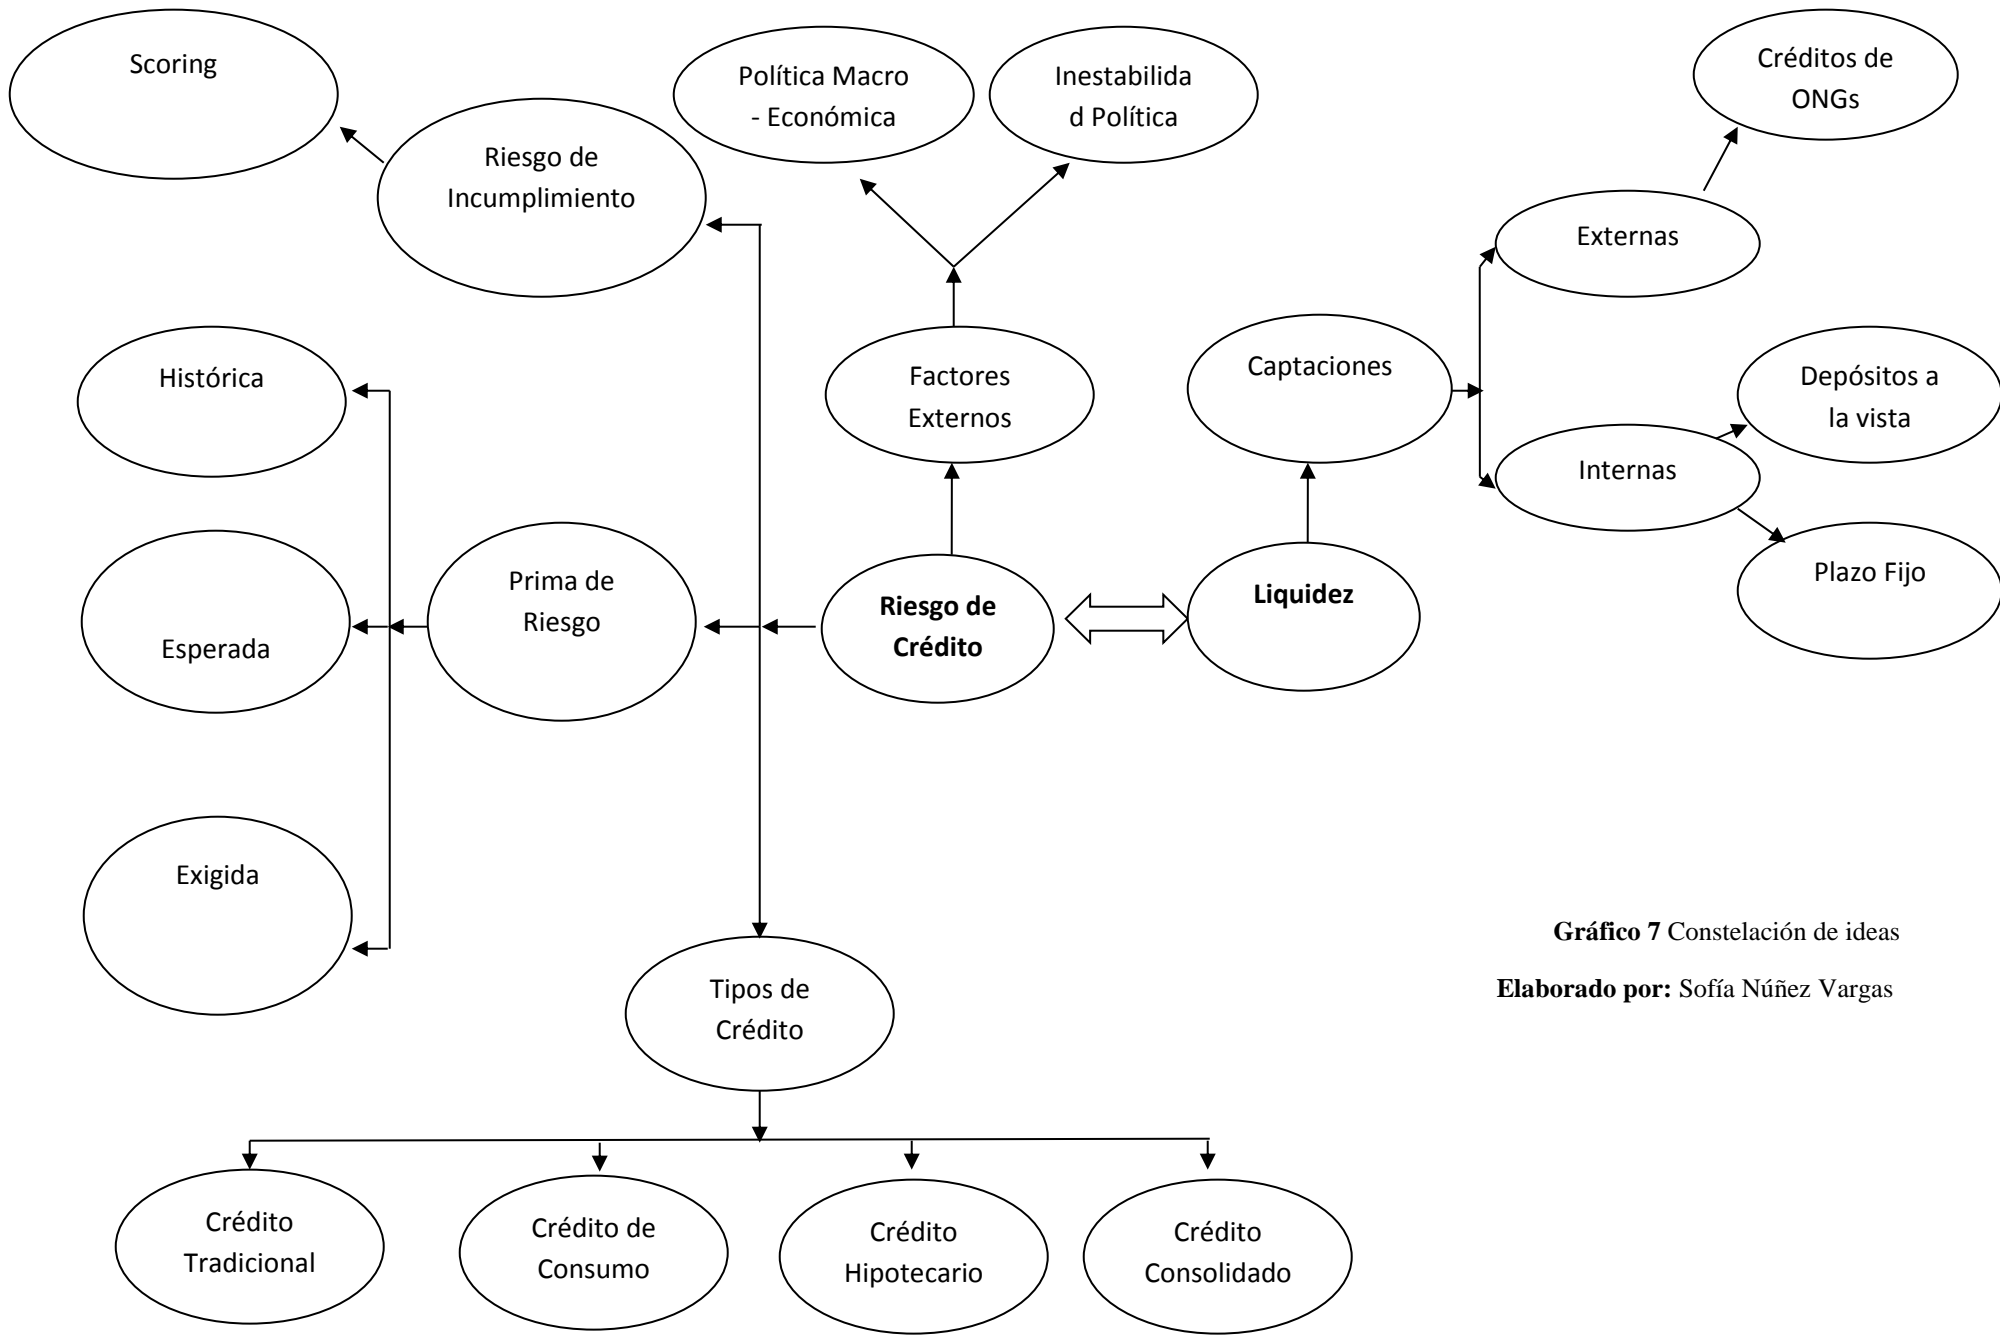 Scoring
Riesgo de
Incumplimiento
Política Macro
- Económica
Inestabilida
d Política
Créditos de
ONGs
Externas
Histórica
Factores
Externos
Captaciones
Depósitos a
la vista
Internas
Esperada
Prima de
Riesgo
Riesgo de
Crédito
Liquidez
Plazo Fijo
Exigida
Gráfico 7 Constelación de ideas
Elaborado por: Sofía Núñez Vargas
Tipos de
Crédito
Crédito
Tradicional
Crédito de
Consumo
Crédito
Hipotecario
Crédito
Consolidado